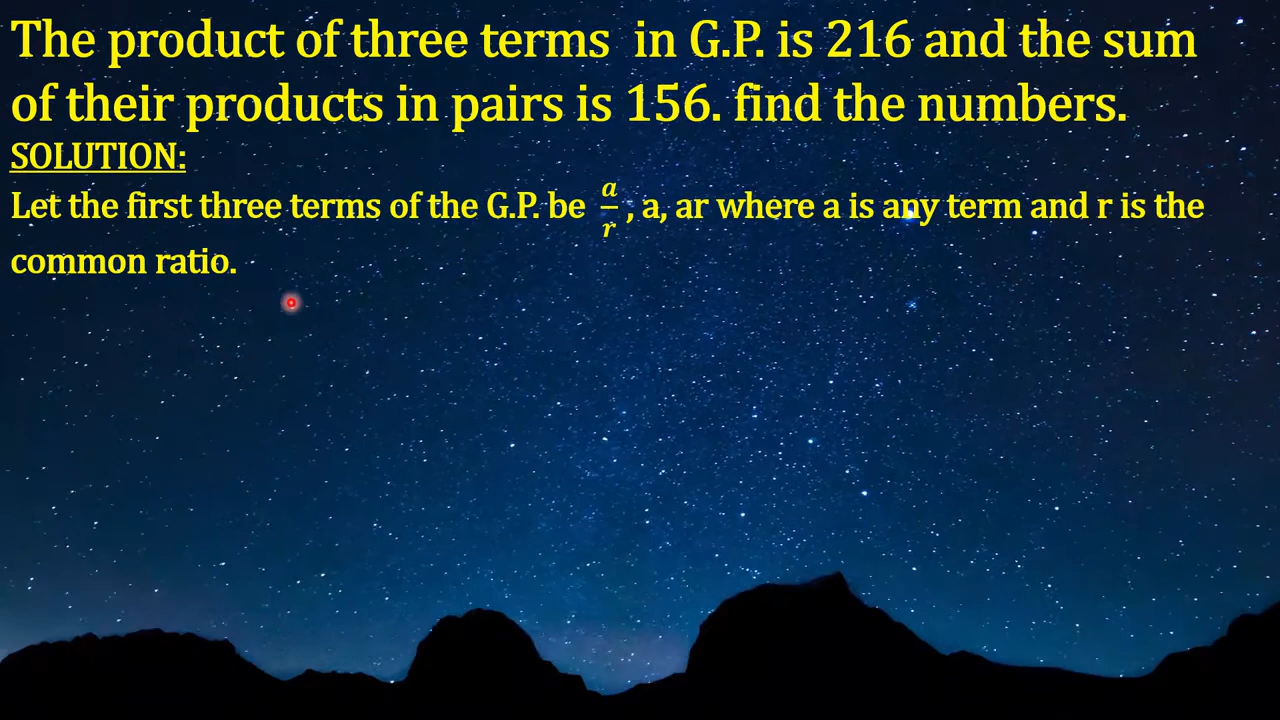 The product of three terms in G.P. is 216 and the sum
of their products in pairs is 156. find the numbers.
SOLUTION:
Let the first three terms of the G.P. be a/r , a, ar where a is any term and r is the
common ratio.